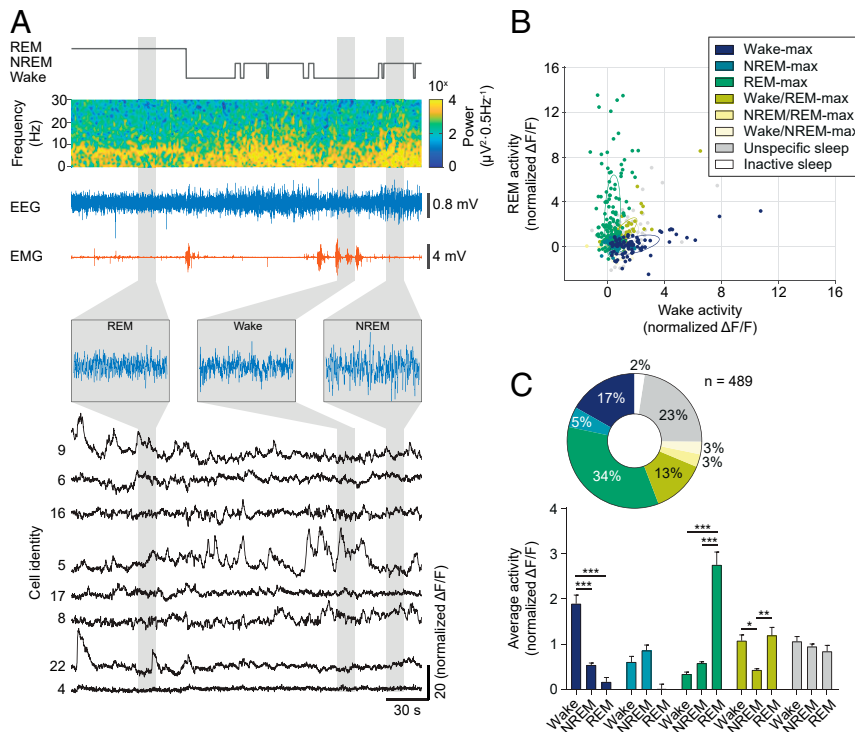 A
REM
NREM
Wake
Frequency
(Hz)
30
20
10
0
10ˣ
4
2
0
Power
(µV²·0.5Hz⁻¹)
EEG
0.8 mV
EMG
4 mV
REM
Wake
NREM
Cell identity
9
6
16
5
17
8
22
4
20 (normalized ΔF/F)
30 s
B
REM activity
(normalized ΔF/F)
16
12
8
4
0
0
4
8
12
16
Wake activity
(normalized ΔF/F)
Wake-max
NREM-max
REM-max
Wake/REM-max
NREM/REM-max
Wake/NREM-max
Unspecific sleep
Inactive sleep
C
n = 489
2%
17%
23%
5%
3%
3%
34%
13%
Average activity
(normalized ΔF/F)
4
3
2
1
0
***
***
***
***
*
**
Wake
NREM
REM
Wake
NREM
REM
Wake
NREM
REM
Wake
NREM
REM
Wake
NREM
REM